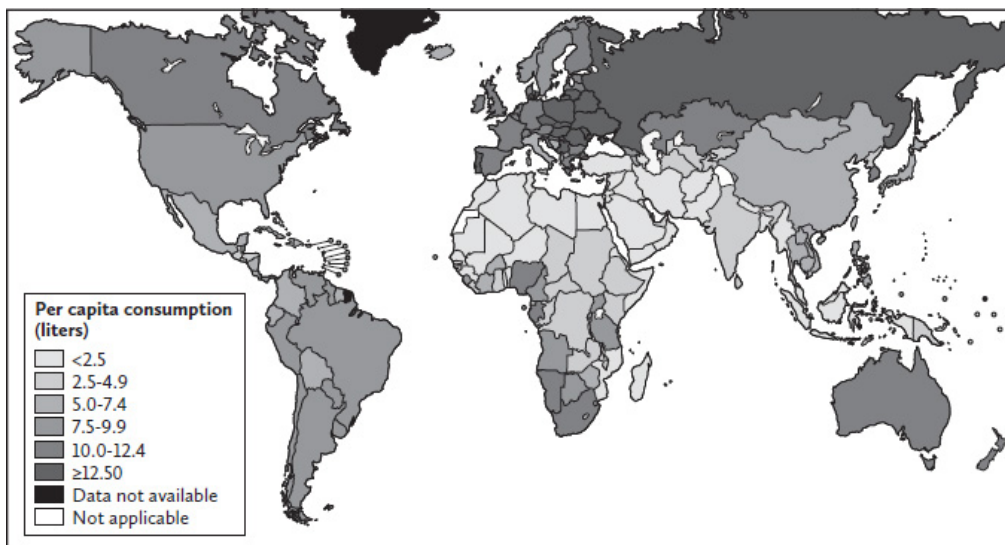 Per capita consumption
(liters)
<2.5
2.5-4.9
5.0-7.4
7.5-9.9
10.0-12.4
≥12.50
Data not available
Not applicable